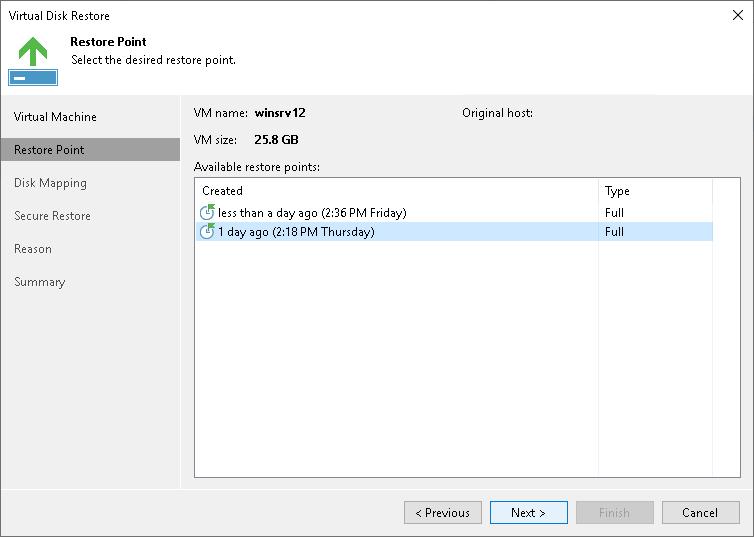 Virtual Disk Restore
Restore Point
Select the desired restore point.
Virtual Machine
Restore Point
Disk Mapping
Secure Restore
Reason
Summary
VM name: winsrv12 Original host:
VM size: 25.8 GB
Available restore points:
Created Type
less than a day ago (2:36 PM Friday) Full
1 day ago (2:18 PM Thursday) Full
< Previous Next > Finish Cancel